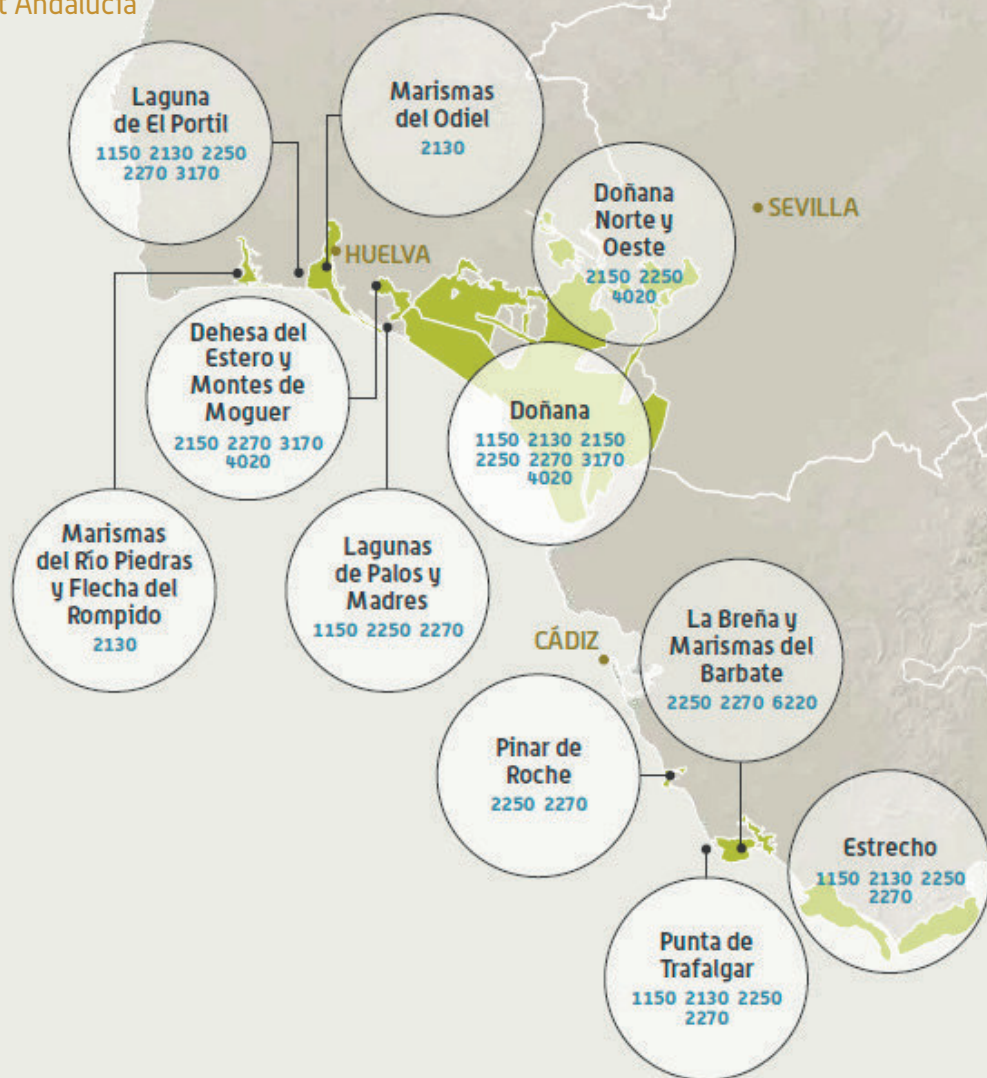 t Andalucía
Laguna
de El Portil
1150 2130 2250
2270 3170
Marismas
del Odiel
2130
Doñana
Norte y
Oeste
2150 2250
4020
SEVILLA
HUELVA
Dehesa del
Estero y
Montes de
Moguer
2150 2270 3170
4020
Doñana
1150 2130 2150
2250 2270 3170
4020
Marismas
del Río Piedras
y Flecha del
Rompido
2130
Lagunas
de Palos y
Madres
1150 2250 2270
CÁDIZ
La Breña y
Marismas del
Barbate
2250 2270 6220
Pinar de
Roche
2250 2270
Estrecho
1150 2130 2250
2270
Punta de
Trafalgar
1150 2130 2250
2270